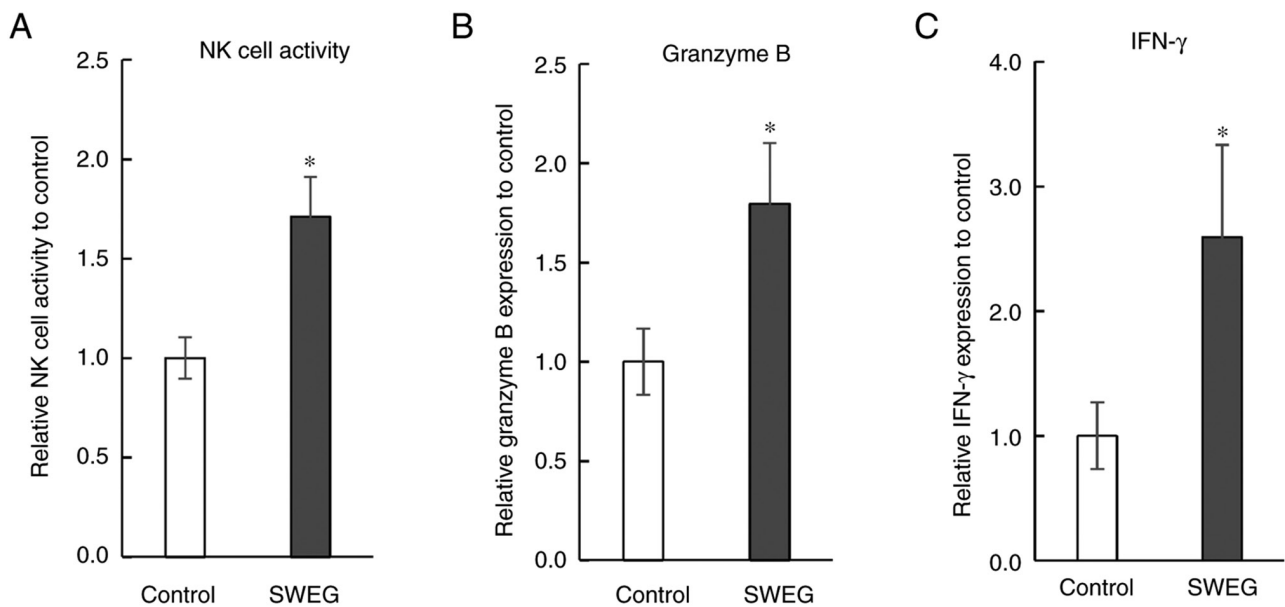 A
NK cell activity
Relative NK cell activity to control
2.5
2.0
1.5
1.0
0.5
0.0
*
Control SWEG
B
Granzyme B
Relative granzyme B expression to control
2.5
2.0
1.5
1.0
0.5
0.0
*
Control SWEG
C
IFN-γ
Relative IFN-γ expression to control
4.0
3.0
2.0
1.0
0.0
*
Control SWEG